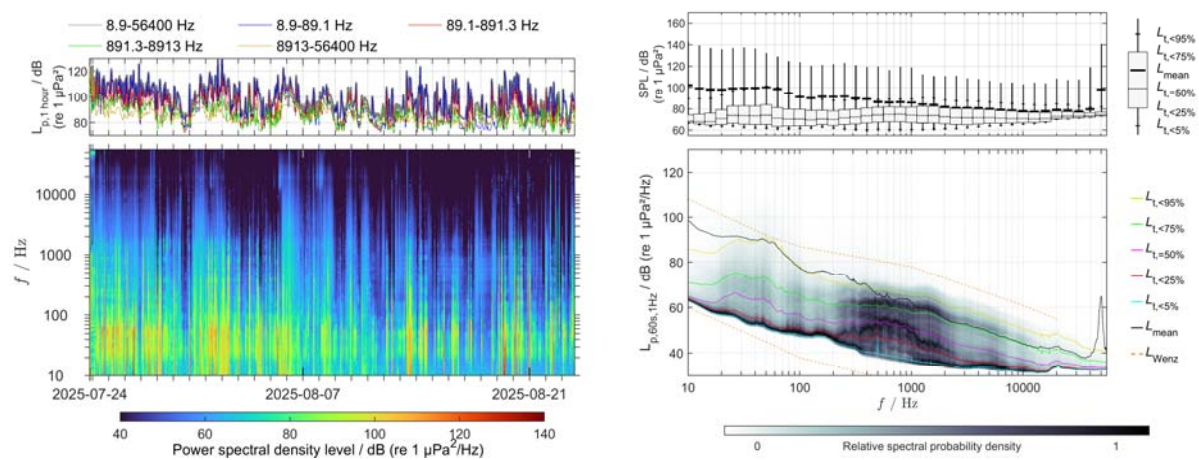 8.9-56400 Hz
8.9-89.1 Hz
89.1-891.3 Hz
891.3-8913 Hz
8913-56400 Hz
L_p,1 hour / dB
(re 1 µPa²)
120
100
80
10000
1000
100
10
f / Hz
2025-07-24
2025-08-07
2025-08-21
40
60
80
100
120
140
Power spectral density level / dB (re 1 µPa²/Hz)
SPL / dB
(re 1 µPa²)
160
140
120
100
80
60
L_t,<95%
L_t,<75%
L_mean
L_t,=50%
L_t,<25%
L_t,<5%
L_p,60s,1Hz / dB (re 1 µPa²/Hz)
120
100
80
60
40
10
100
1000
10000
f / Hz
L_t,<95%
L_t,<75%
L_t,=50%
L_t,<25%
L_t,<5%
L_mean
L_Wenz
0
Relative spectral probability density
1